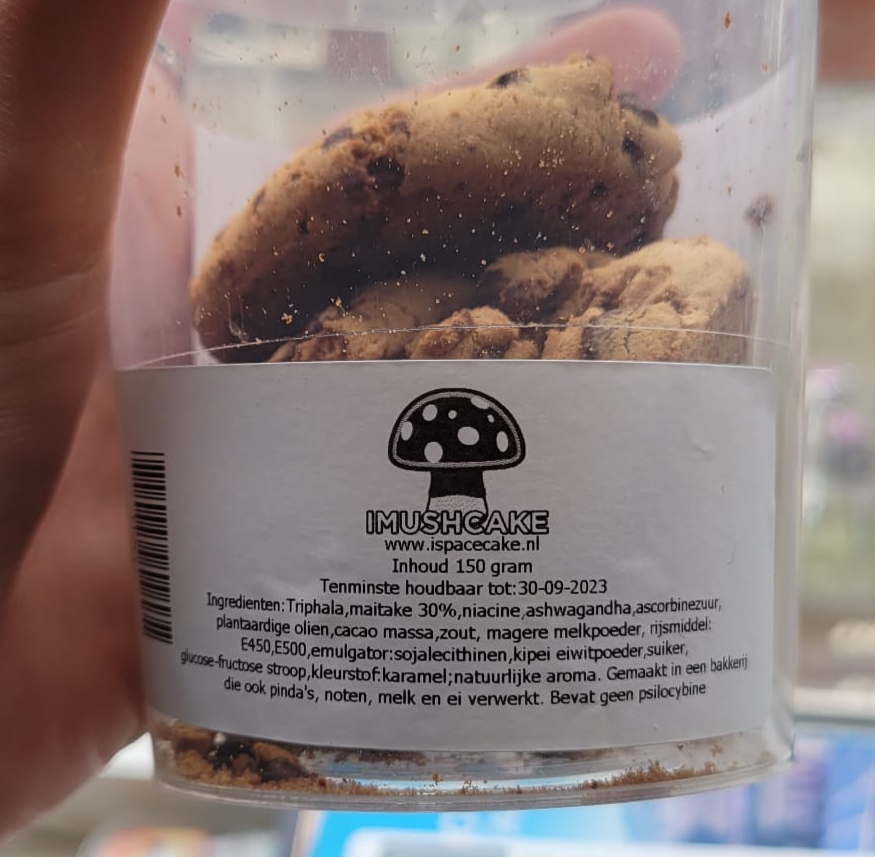 IMUSHCAKE
www.ispacecake.nl
Inhoud 150 gram
Tenminste houdbaar tot:30-09-2023
Ingredienten:Triphala,maitake 30%,niacine,ashwagandha,ascorbinezuur,
plantaardige olien,cacao massa,zout, magere melkpoeder, rijsmiddel:
E450,E500,emulgator:sojalecithinen,kipei eiwitpoeder,suiker,
glucose-fructose stroop,kleurstof:karamel;natuurlijke aroma. Gemaakt in een bakkerij
die ook pinda's, noten, melk en ei verwerkt. Bevat geen psilocybine